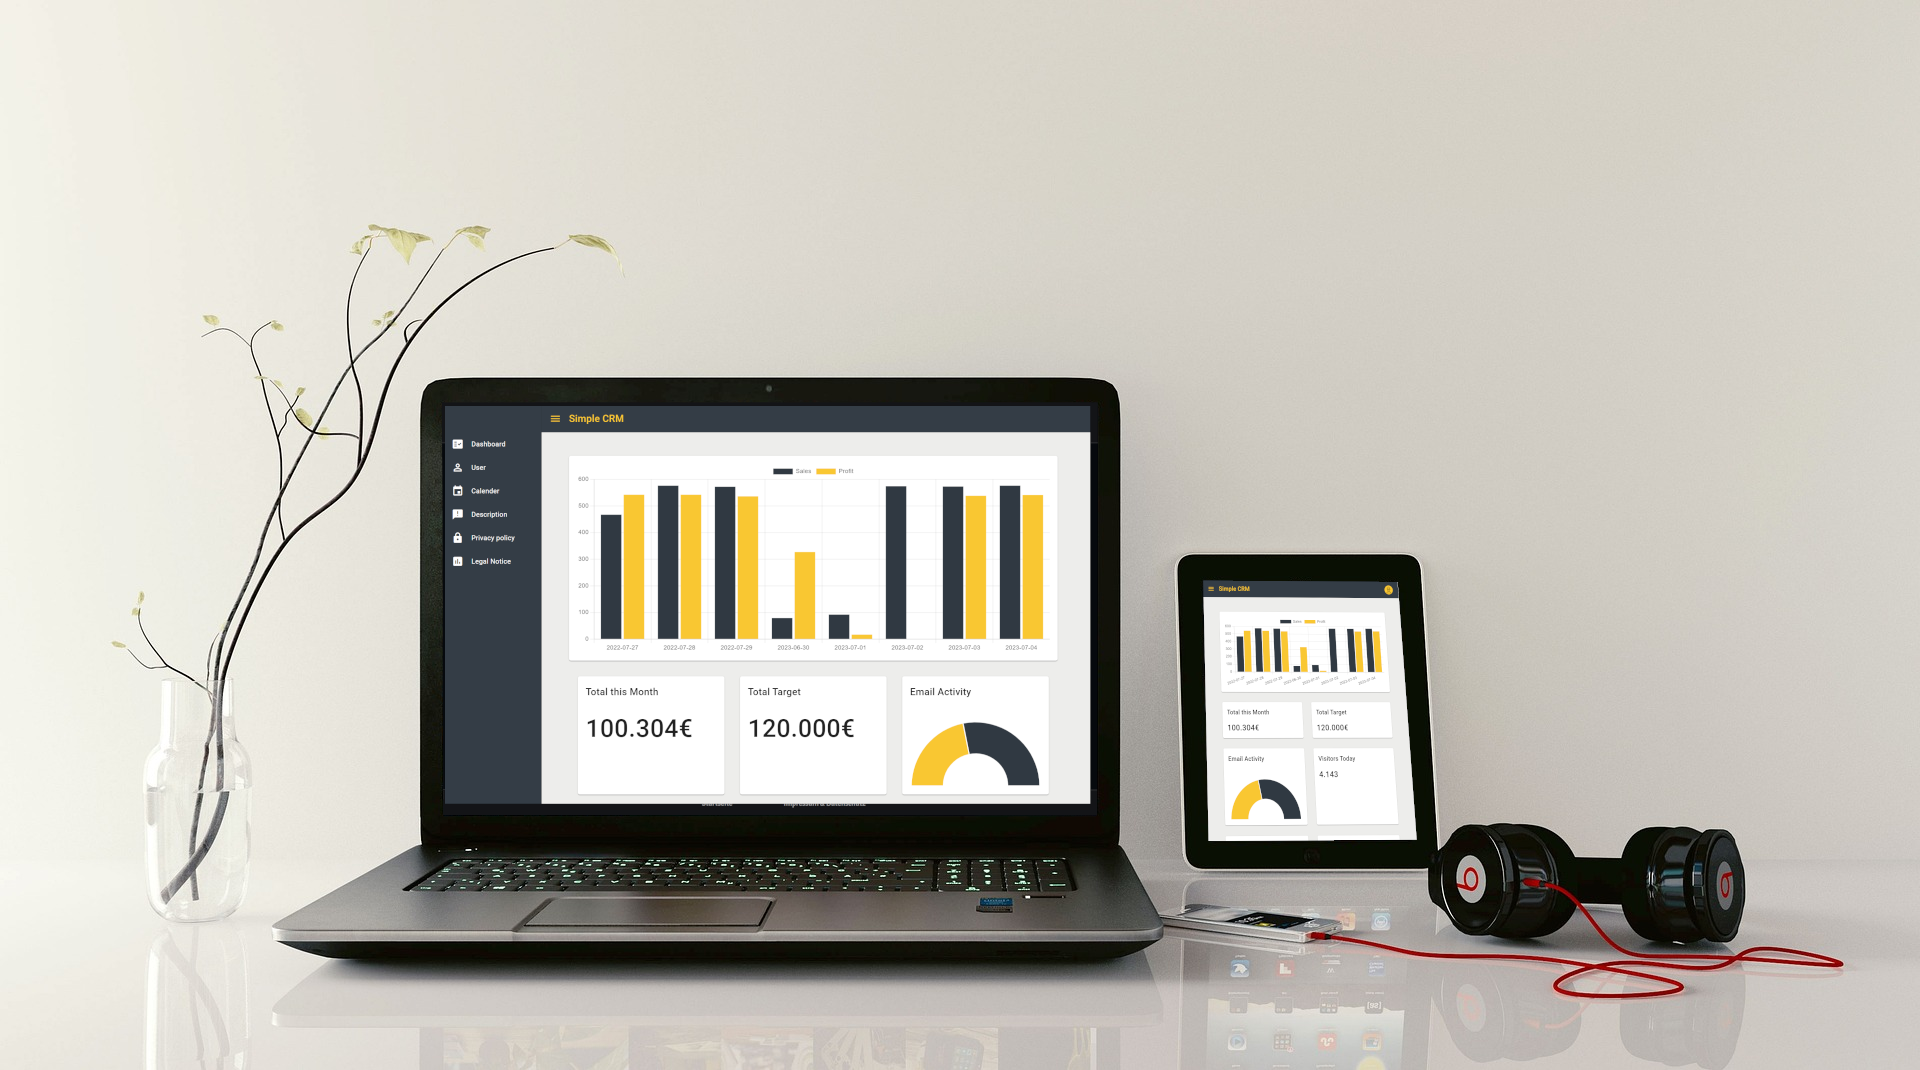 Simple CRM
Dashboard
User
Calender
Description
Privacy policy
Legal Notice
Sales Profit
600
500
400
300
200
100
0
2022-07-27 2022-07-28 2022-07-29 2023-06-30 2023-07-01 2023-07-02 2023-07-03 2023-07-04
Total this Month
100.304€
Total Target
120.000€
Email Activity
Simple CRM
Sales Profit
Total this Month
100.304€
Total Target
120.000€
Email Activity
Visitors Today
4.143